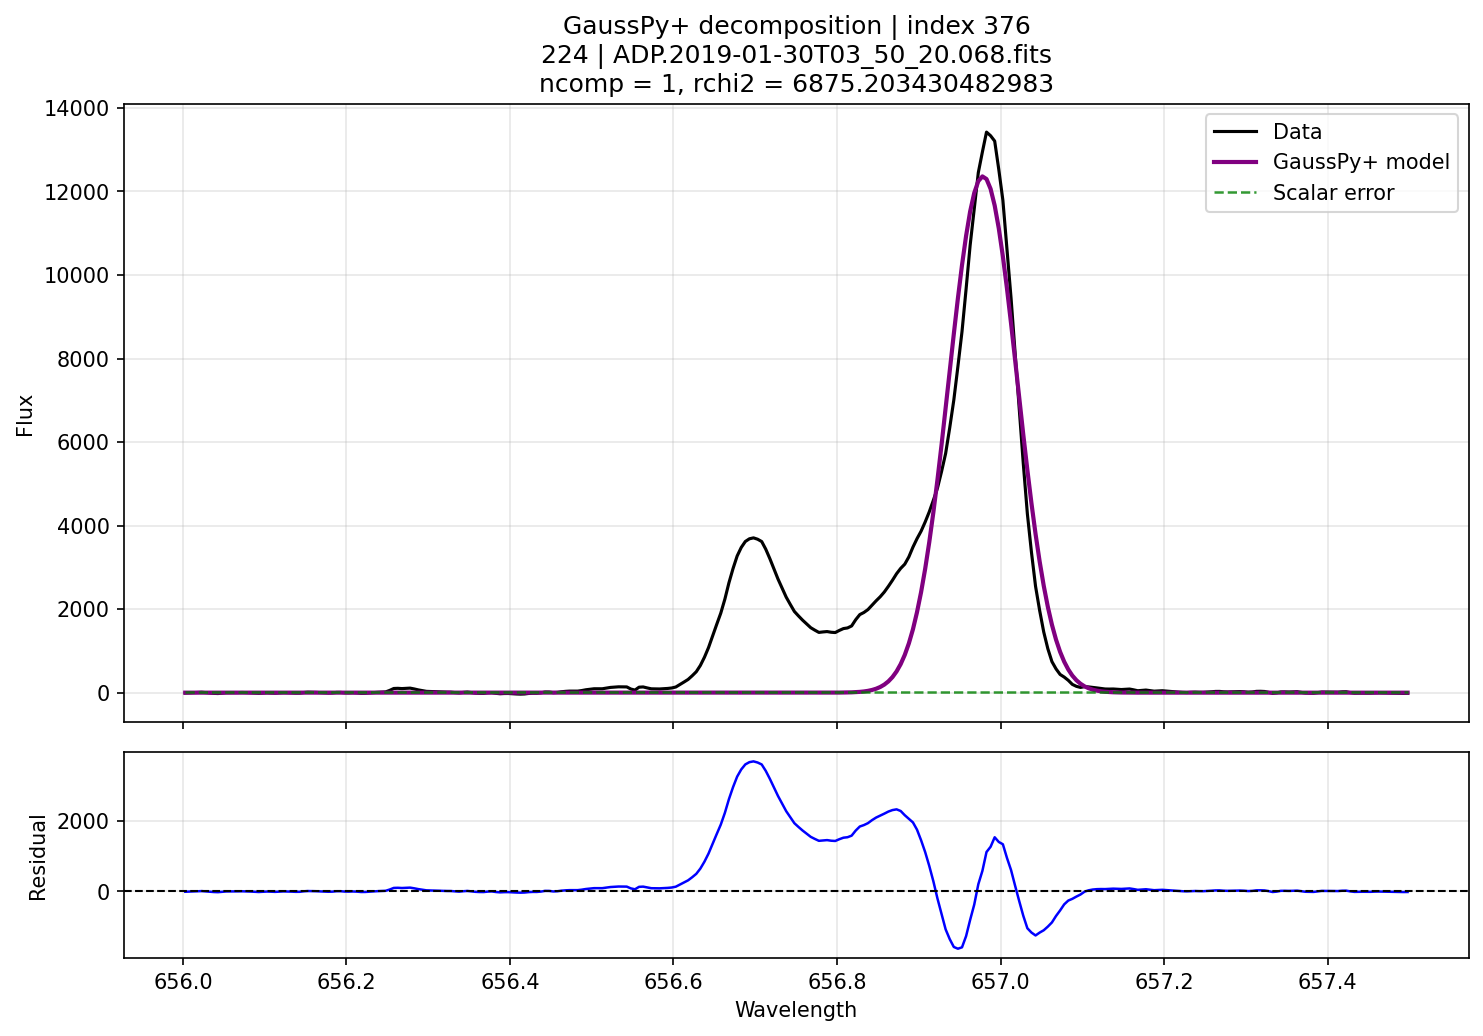 GaussPy+ decomposition | index 376
224 | ADP.2019-01-30T03_50_20.068.fits
ncomp = 1, rchi2 = 6875.203430482983
14000
12000
10000
8000
6000
4000
2000
0
Flux
Data
GaussPy+ model
Scalar error
2000
0
Residual
656.0
656.2
656.4
656.6
656.8
657.0
657.2
657.4
Wavelength